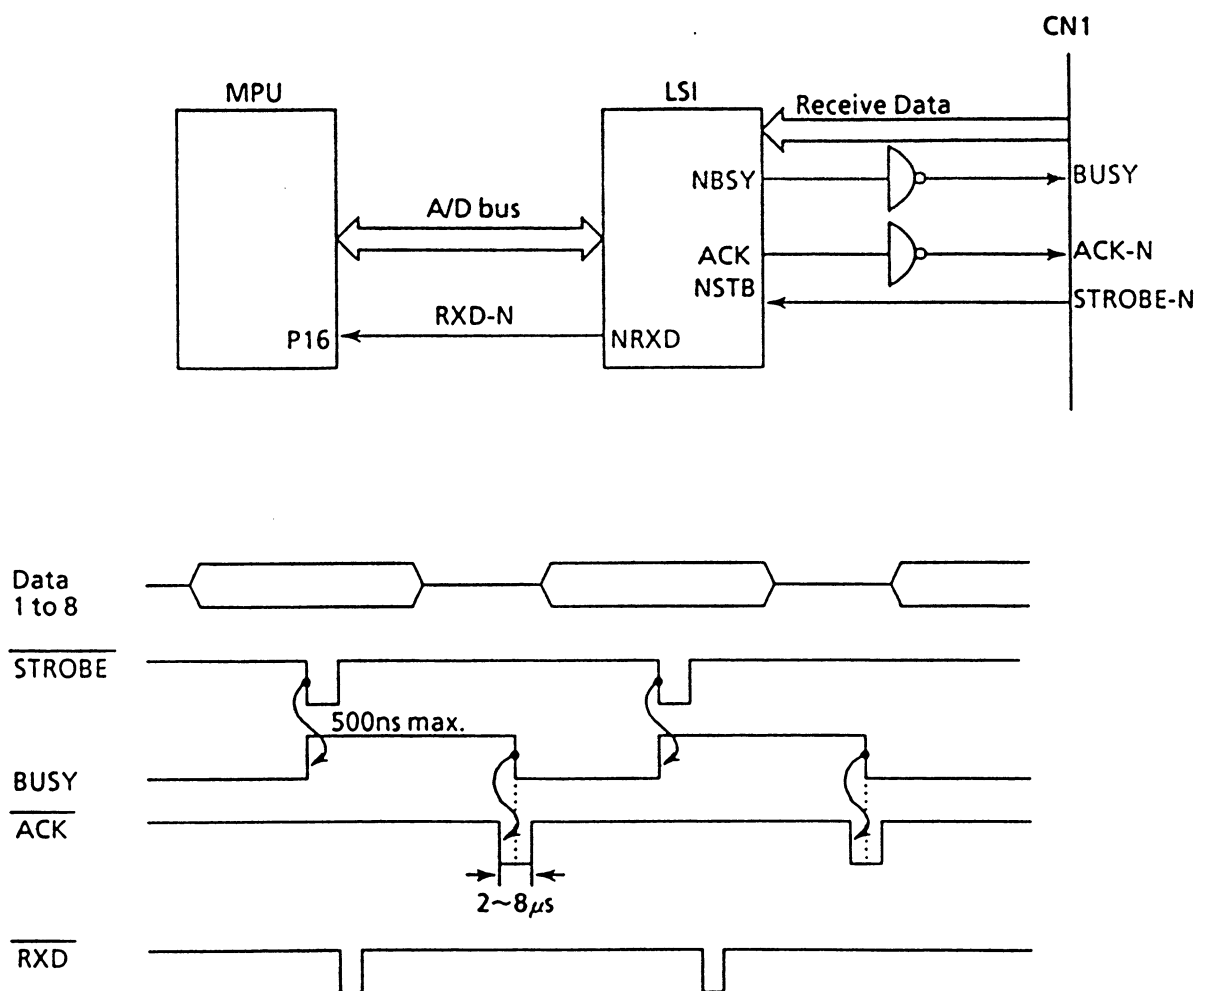 CN1
MPU
LSI
Receive Data
NBSY
BUSY
A/D bus
ACK
ACK-N
NSTB
STROBE-N
RXD-N
P16
NRXD
Data
1 to 8
STROBE
500ns max.
BUSY
ACK
2~8μs
RXD